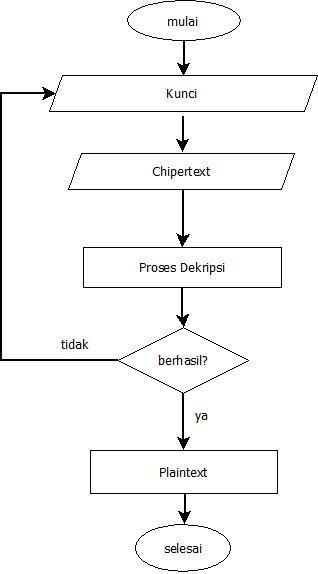 mulai
Kunci
Chipertext
Proses Dekripsi
berhasil?
tidak
ya
Plaintext
selesai